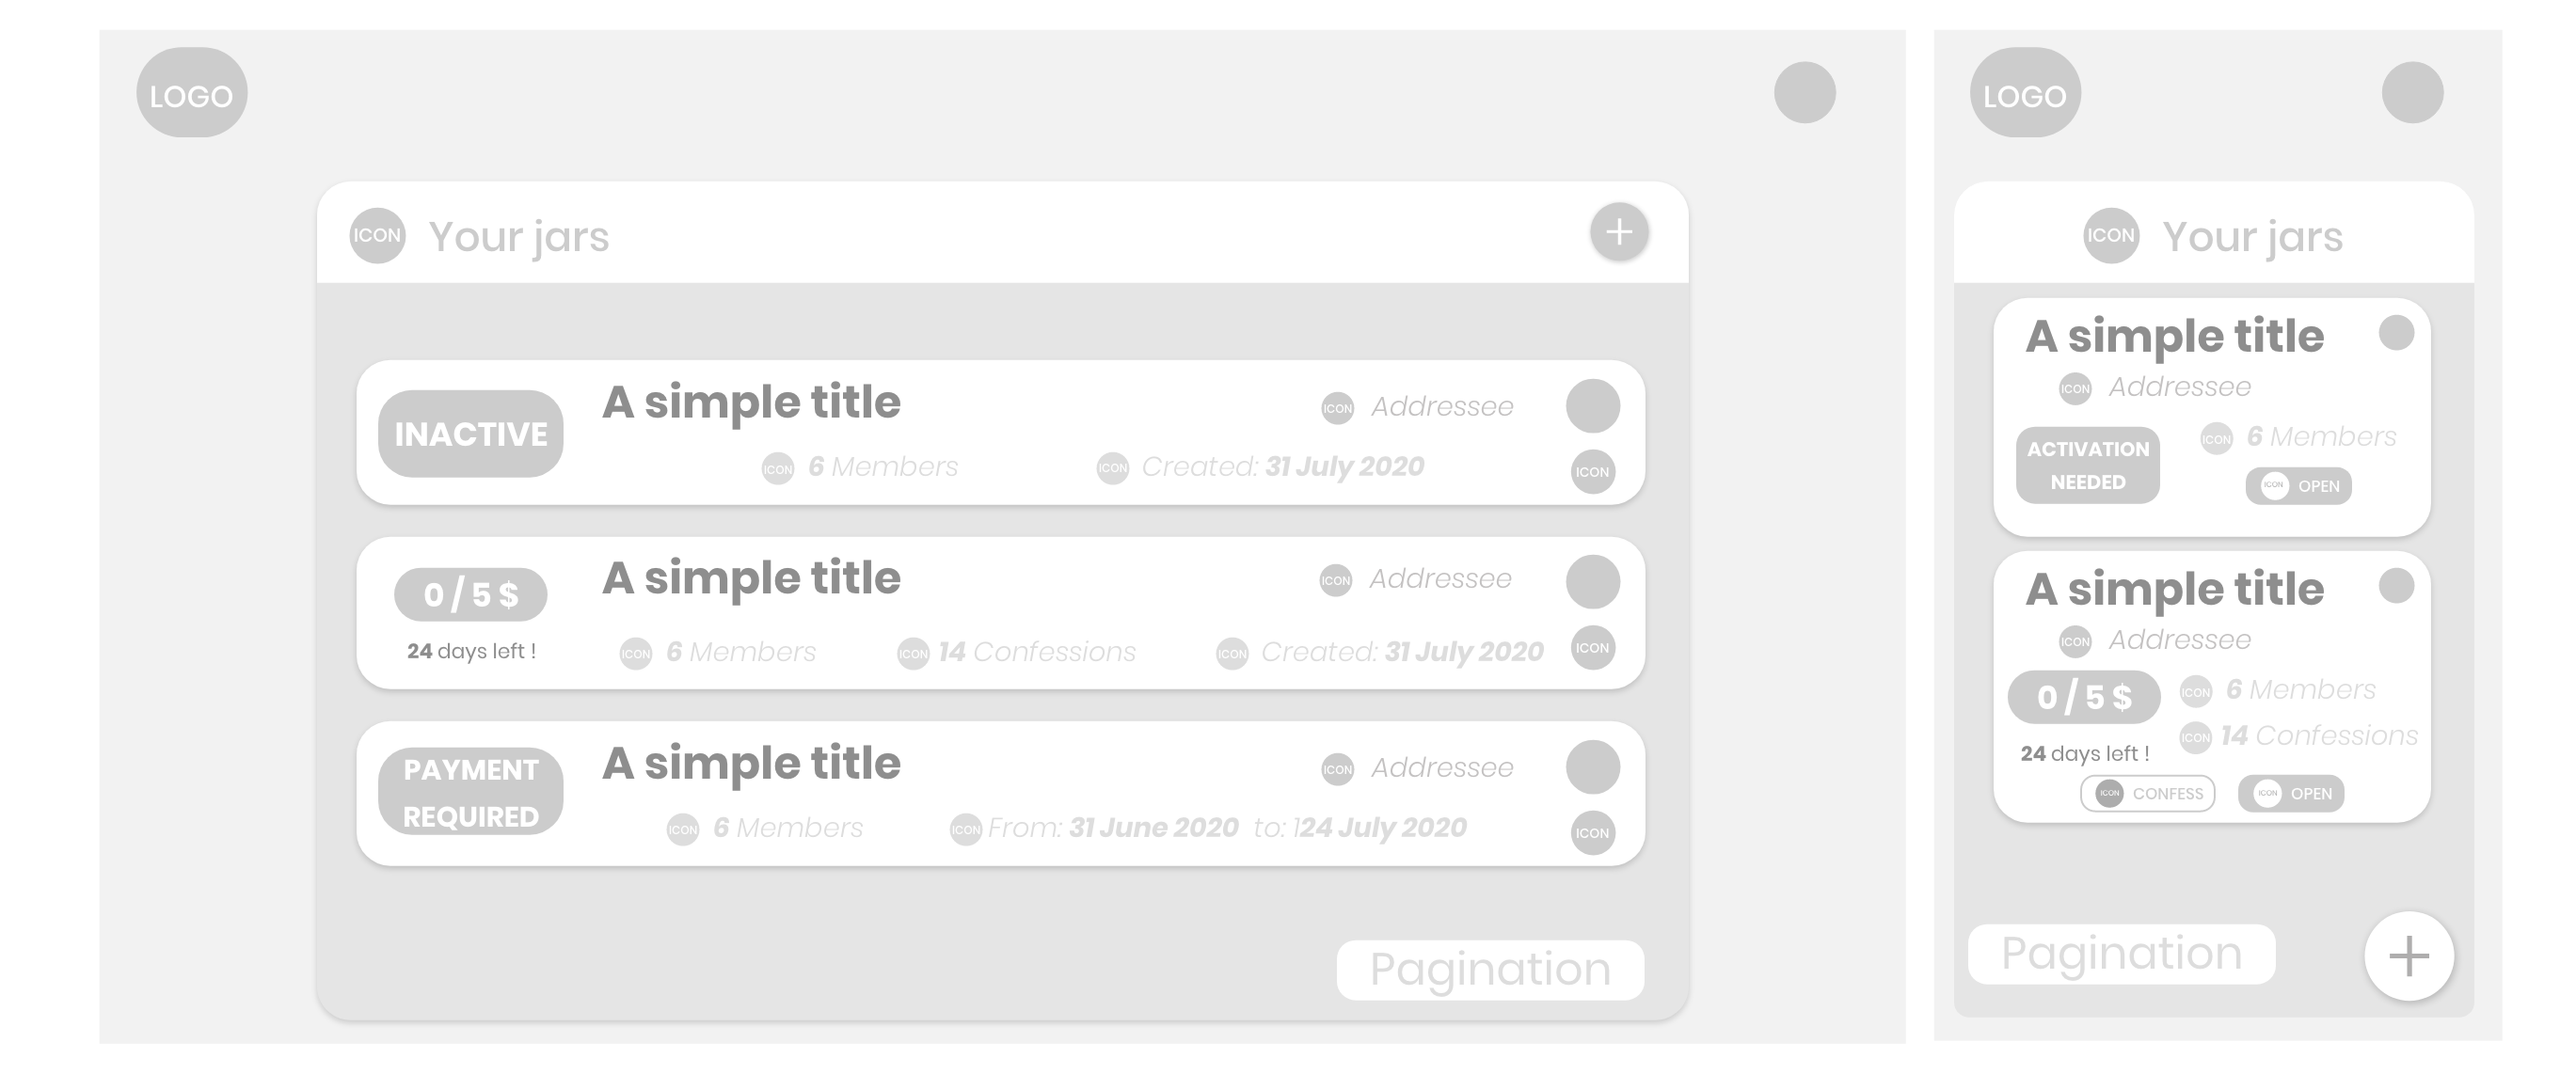 LOGO
ICON Your jars
+
INACTIVE
A simple title
ICON Addressee
ICON 6 Members
ICON Created: 31 July 2020
ICON
0 / 5 $
24 days left !
A simple title
ICON Addressee
ICON 6 Members
ICON 14 Confessions
ICON Created: 31 July 2020
ICON
PAYMENT
REQUIRED
A simple title
ICON Addressee
ICON 6 Members
ICON From: 31 June 2020 to: 124 July 2020
ICON
Pagination
LOGO
ICON Your jars
A simple title
ICON Addressee
ACTIVATION
NEEDED
ICON 6 Members
ICON OPEN
A simple title
ICON Addressee
0 / 5 $
24 days left !
ICON 6 Members
ICON 14 Confessions
ICON CONFESS
ICON OPEN
Pagination
+